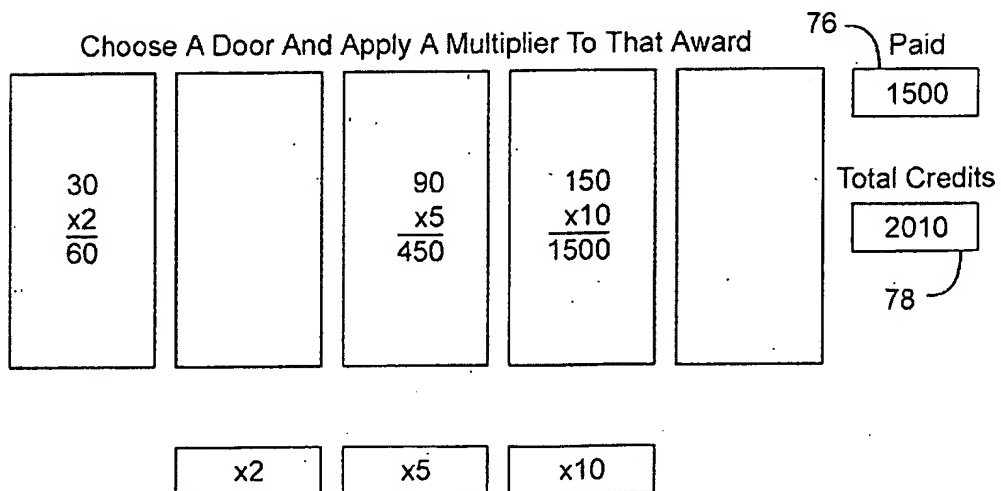 76
Choose A Door And Apply A Multiplier To That Award
Paid
1500
30
x2
60
90
x5
450
150
x10
1500
Total Credits
2010
78
x2
x5
x10